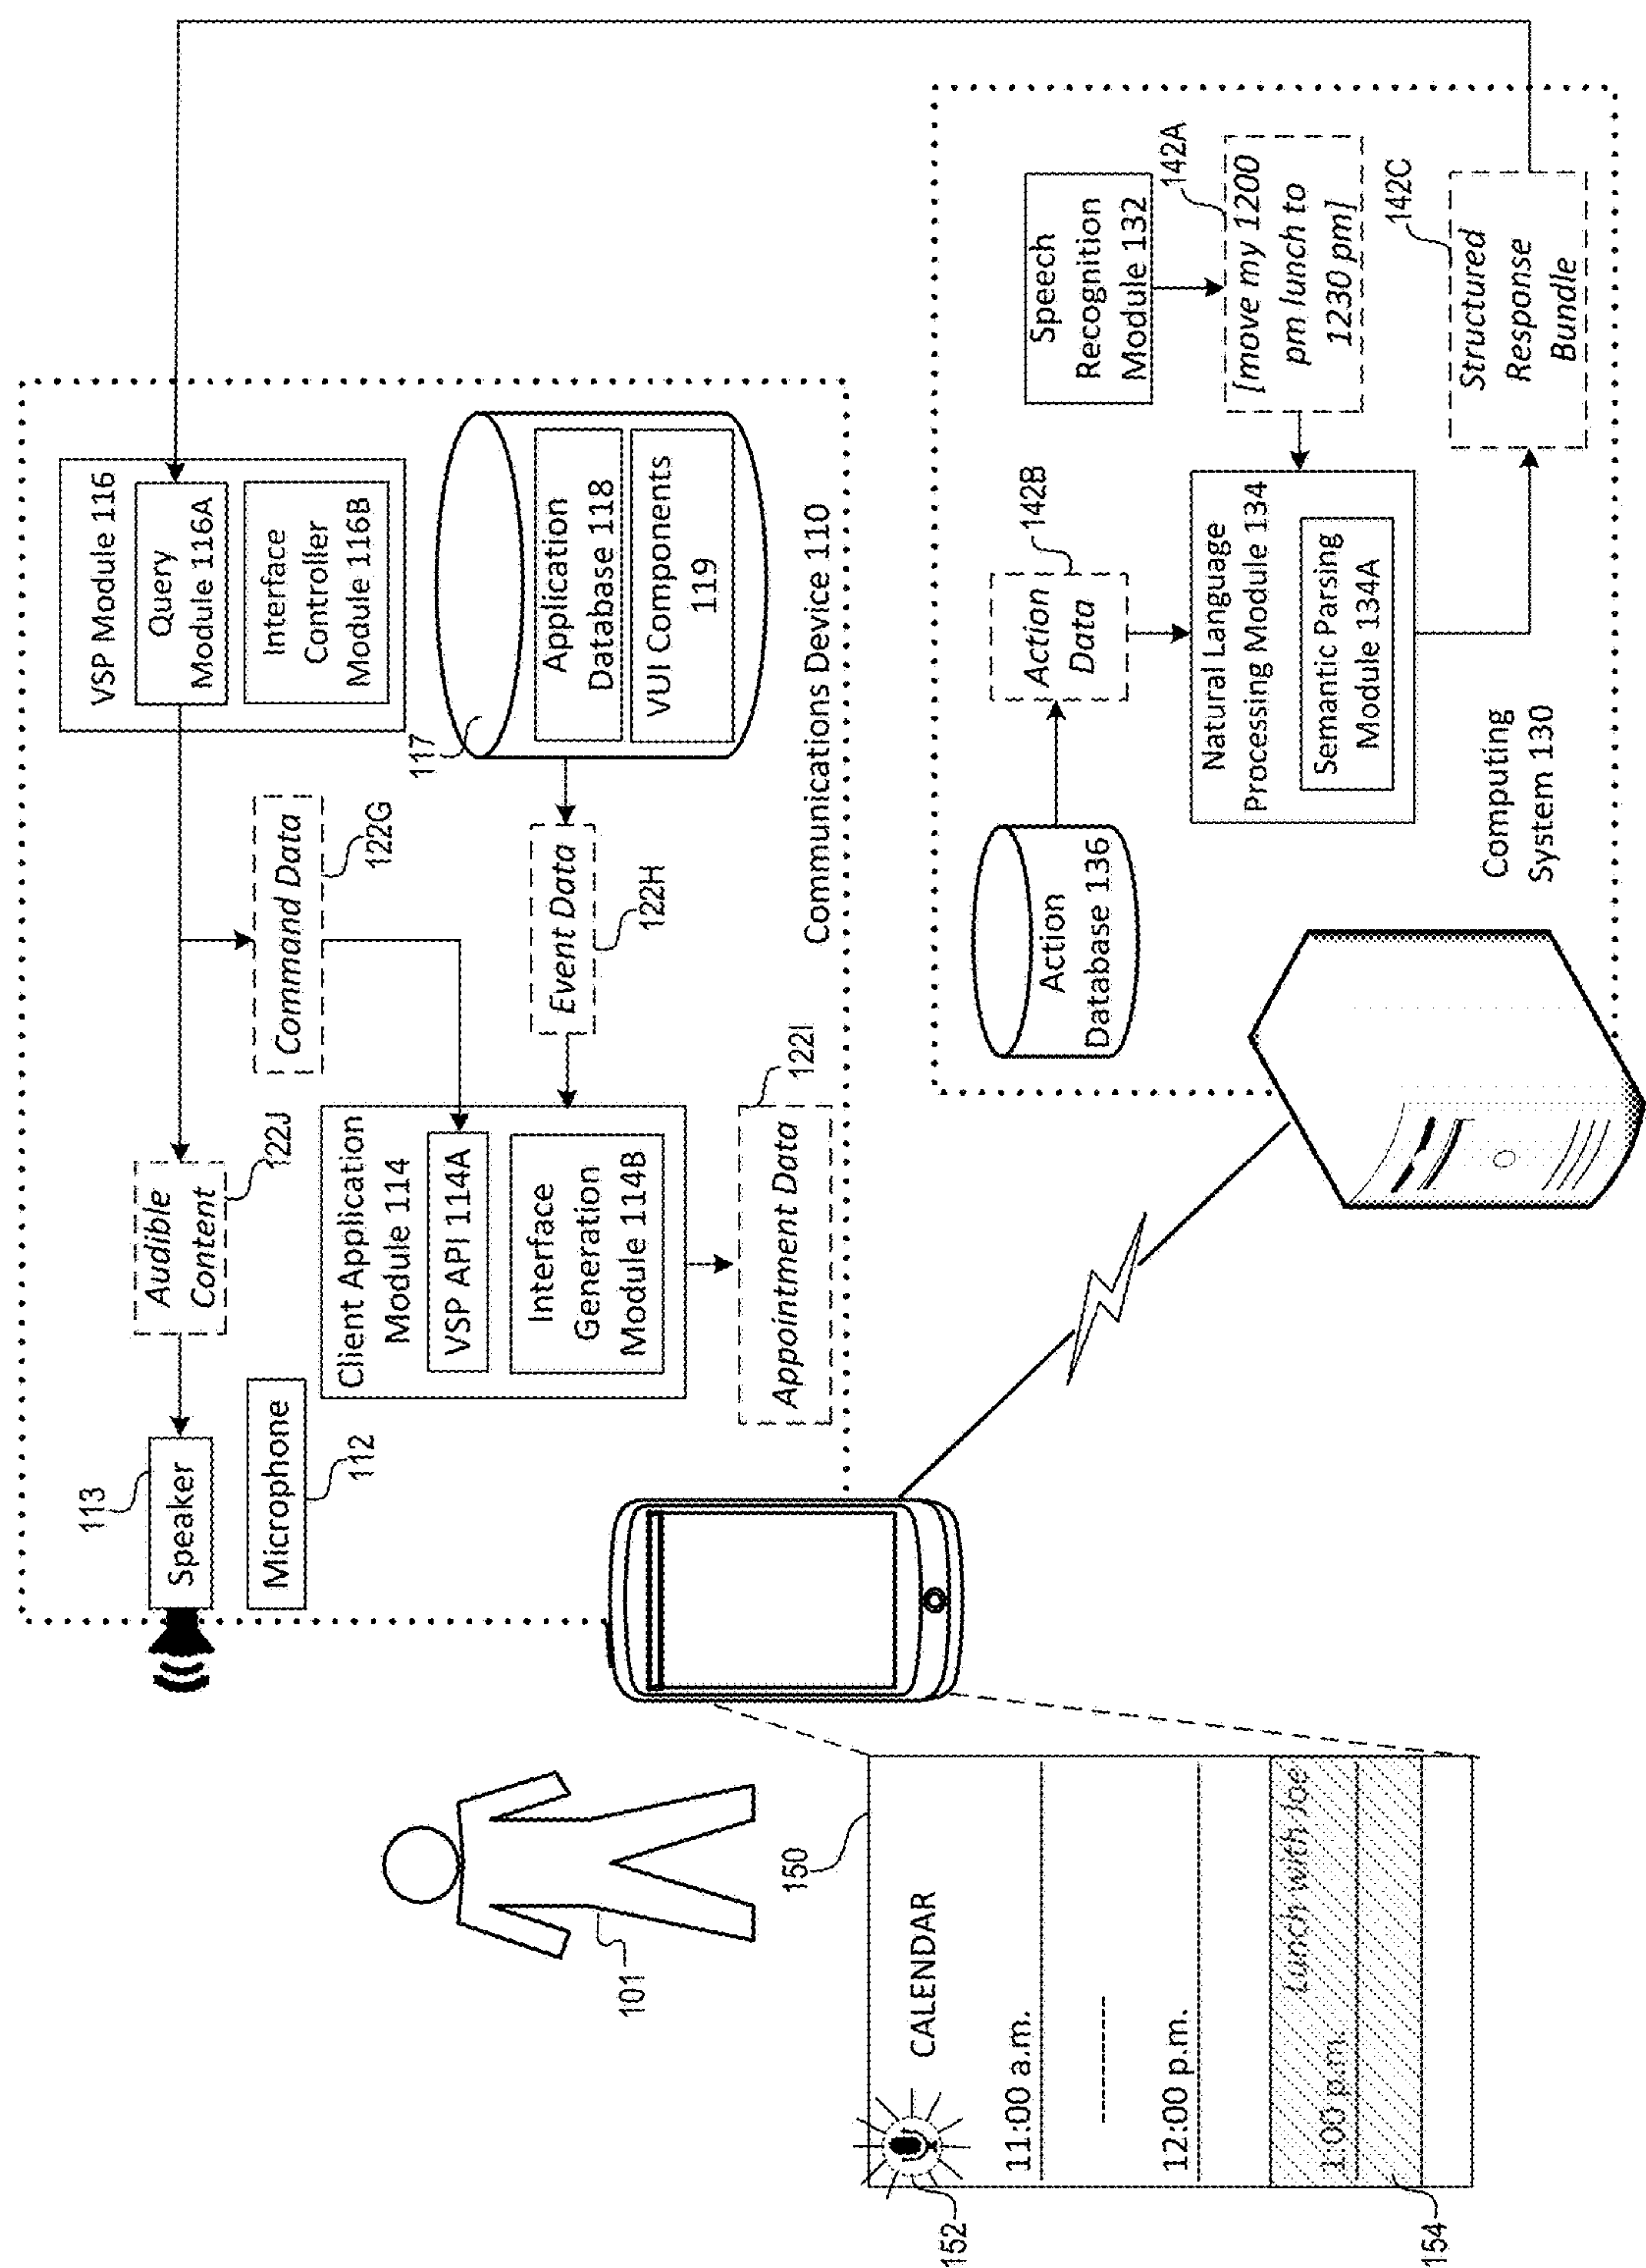 113
Speaker
Microphone
112
Audible
Content
122J
Command Data
122G
VSP Module 116
Query
Module 116A
Interface
Controller
Module 116B
Client Application
Module 114
VSP API 114A
Interface
Generation
Module 114B
Event Data
122H
117
Application
Database 118
VUI Components
119
Appointment Data
122I
Communications Device 110
101
150
CALENDAR
152
11:00 a.m.
12:00 p.m.
Lunch with Joe
1:00 p.m.
154
Action
Database 136
Action
Data
142B
Speech
Recognition
Module 132
142A
[move my 1200
pm lunch to
1230 pm]
Natural Language
Processing Module 134
Semantic Parsing
Module 134A
142C
Structured
Response
Bundle
Computing
System 130